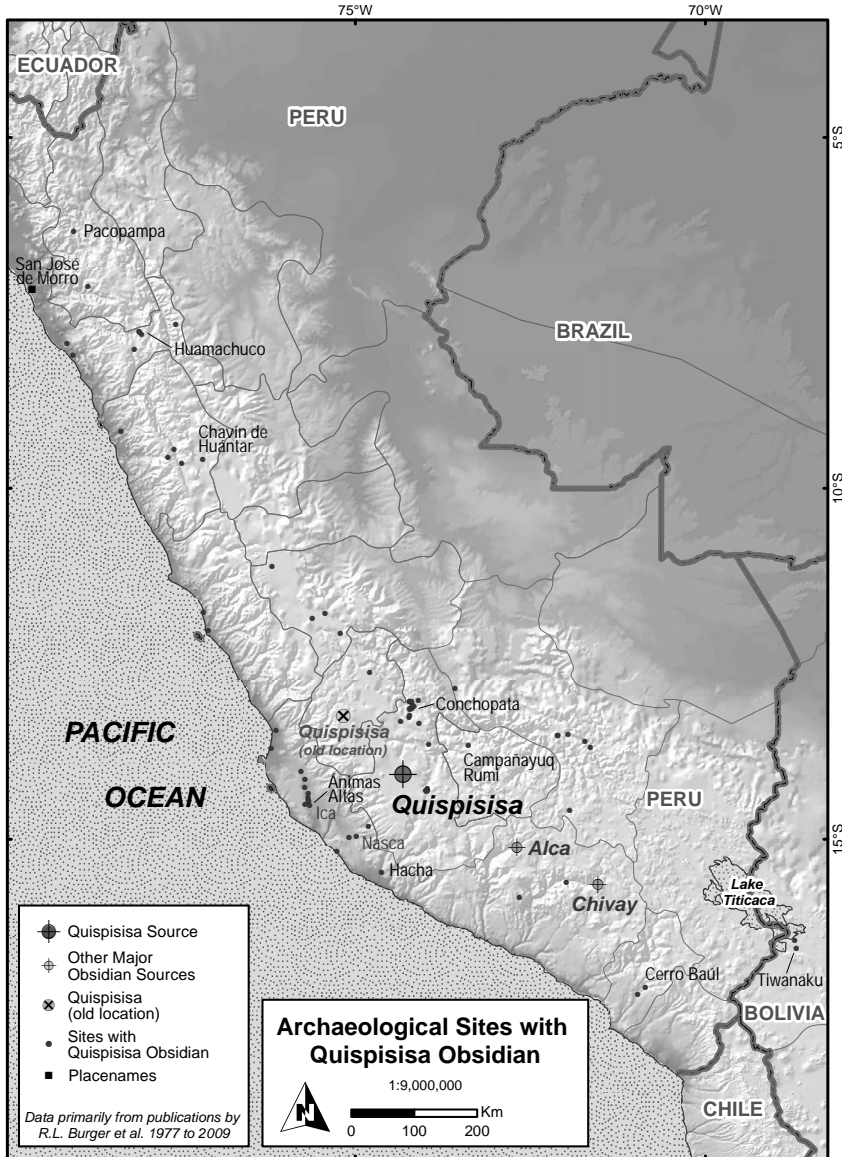 75°W
70°W
ECUADOR
PERU
5°S
Pacopampa
San José
de Morro
BRAZIL
Huamachuco
Chavín de
Huántar
10°S
Conchopata
PACIFIC
OCEAN
Quispisisa
(old location)
Campañayuq
Rumi
Ánimas
Altas
Quispisisa
PERU
Ica
Nasca
Alca
15°S
Hacha
Chivay
Lake
Titicaca
Cerro Baúl
Tiwanaku
BOLIVIA
CHILE
Quispisisa Source
Other Major
Obsidian Sources
Quispisisa
(old location)
Sites with
Quispisisa Obsidian
Placenames
Data primarily from publications by
R.L. Burger et al. 1977 to 2009
Archaeological Sites with
Quispisisa Obsidian
1:9,000,000
N
Km
0 100 200